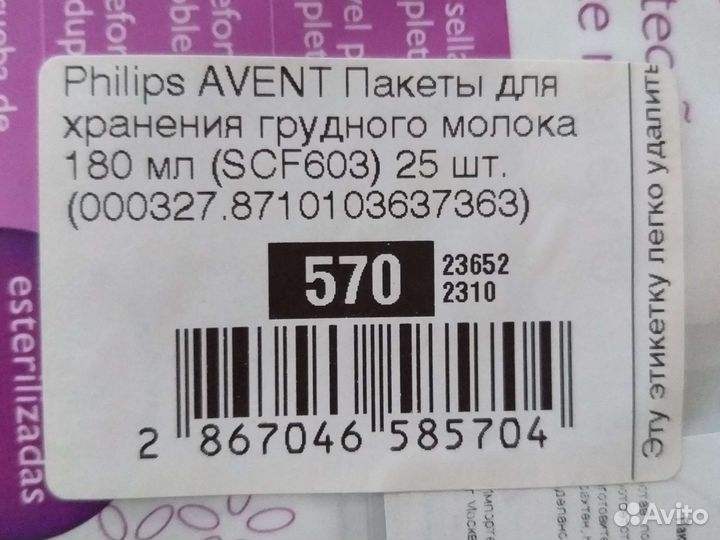 Philips AVENT Пакеты для
хранения грудного молока
180 мл (SCF603) 25 шт.
(000327.8710103637363)
570
23652
2310
2 867046 585704
Эту этикетку легко удалить
esterilizadas
Avito